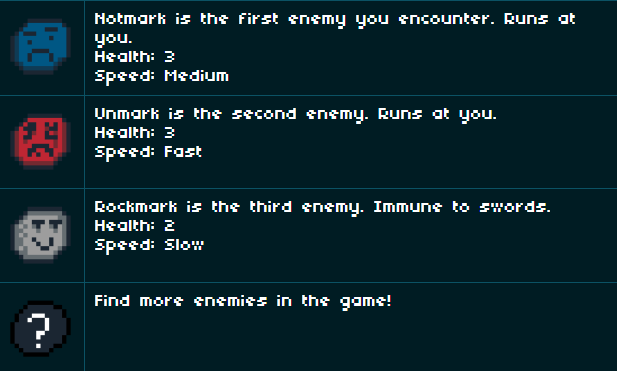 Notmark is the first enemy you encounter. Runs at
you.
Health: 3
Speed: Medium
Unmark is the second enemy. Runs at you.
Health: 3
Speed: Fast
Rockmark is the third enemy. Immune to swords.
Health: 2
Speed: Slow
?
Find more enemies in the game!